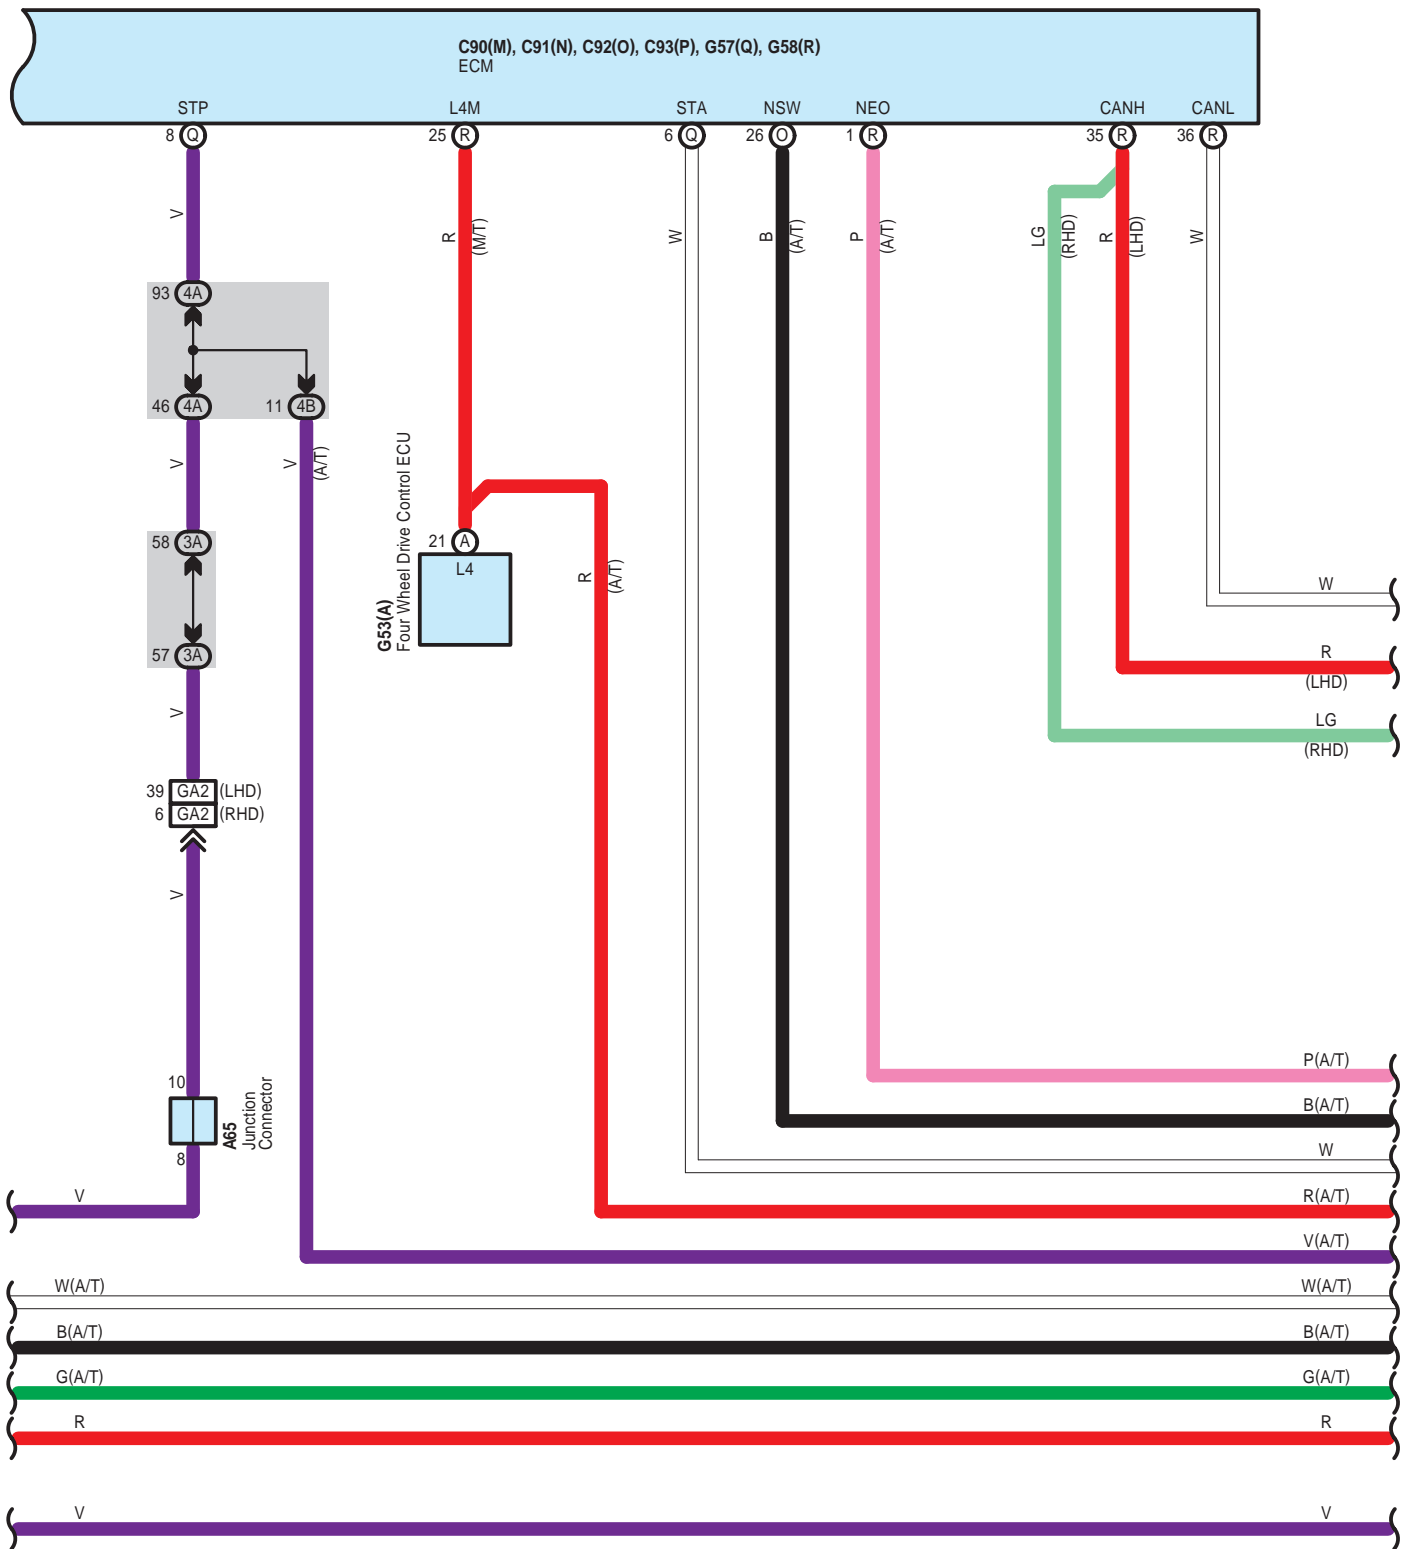 C90(M), C91(N), C92(O), C93(P), G57(Q), G58(R)
ECM
STP L4M STA NSW NEO CANH CANL
8 Q 25 R 6 Q 26 O 1 R 35 R 36 R
V
R
(M/T)
W
B
(A/T)
P
(A/T)
LG
(RHD)
R
(LHD)
W
93 4A
46 4A 11 4B
V
V
(A/T)
58 3A
57 3A
G53(A)
Four Wheel Drive Control ECU
21 A
L4
R
(A/T)
W
R
(LHD)
LG
(RHD)
V
39 GA2 (LHD)
6 GA2 (RHD)
V
10
A65
Junction
Connector
8
P(A/T)
B(A/T)
W
V R(A/T)
V(A/T)
W(A/T) W(A/T)
B(A/T) B(A/T)
G(A/T) G(A/T)
R R
V V